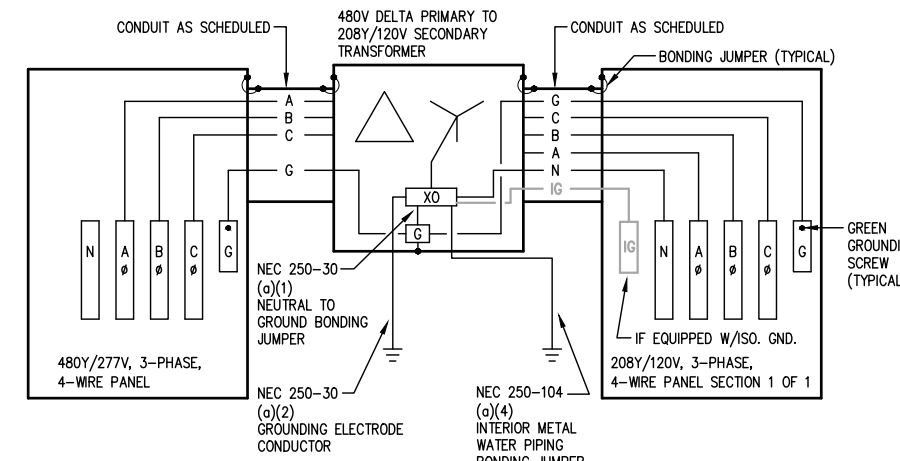 CONDUIT AS SCHEDULED
480V DELTA PRIMARY TO
208Y/120V SECONDARY
TRANSFORMER
CONDUIT AS SCHEDULED
BONDING JUMPER (TYPICAL)
A
B
C
G
G
C
B
A
N
IG
XO
G
N
A
ø
B
ø
C
ø
G
IG
N
A
ø
B
ø
C
ø
G
GREEN
SCREW
NEC 250-30
(a)(1)
NEUTRAL TO
GROUND BONDING
JUMPER
IF EQUIPPED W/ISO. GND.
480Y/277V, 3-PHASE,
4-WIRE PANEL
208Y/120V, 3-PHASE,
4-WIRE PANEL SECTION 1 OF 1
NEC 250-30
(a)(2)
GROUNDING ELECTRODE
CONDUCTOR
NEC 250-104
(a)(4)
INTERIOR METAL
WATER PIPING
BONDING JUMPER